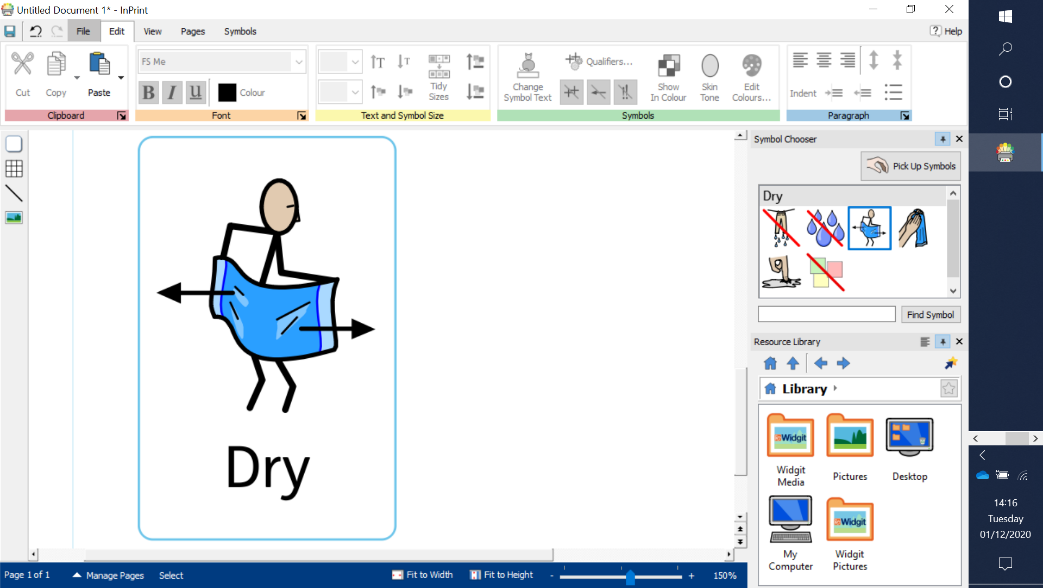 Untitled Document 1* - InPrint
File Edit View Pages Symbols Help
Cut Copy Paste
Clipboard
FS Me
B I U Colour
Font
Tidy Sizes
Text and Symbol Size
Change Symbol Text
Qualifiers...
Show In Colour
Skin Tone
Edit Colours...
Symbols
Indent
Paragraph
Dry
Symbol Chooser
Pick Up Symbols
Dry
Find Symbol
Resource Library
Library
Widgit
Widgit Media
Pictures
Desktop
My Computer
Widgit
Widgit Pictures
Page 1 of 1 Manage Pages Select Fit to Width Fit to Height - + 150%
14:16
Tuesday
01/12/2020